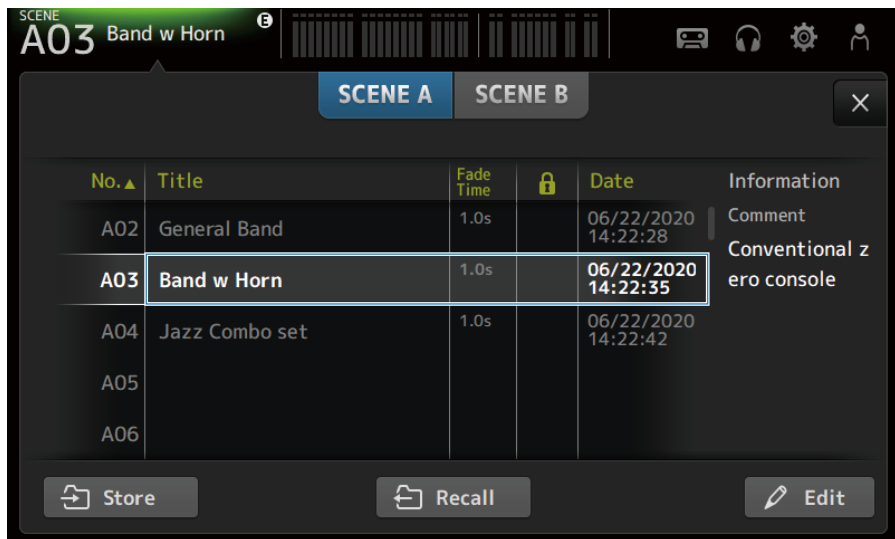 SCENE
A03 Band w Horn E
SCENE A SCENE B
No.▲ Title Fade Time Date
A02 General Band 1.0s 06/22/2020 14:22:28
A03 Band w Horn 1.0s 06/22/2020 14:22:35
A04 Jazz Combo set 1.0s 06/22/2020 14:22:42
A05
A06
Information
Comment
Conventional z
ero console
Store Recall Edit